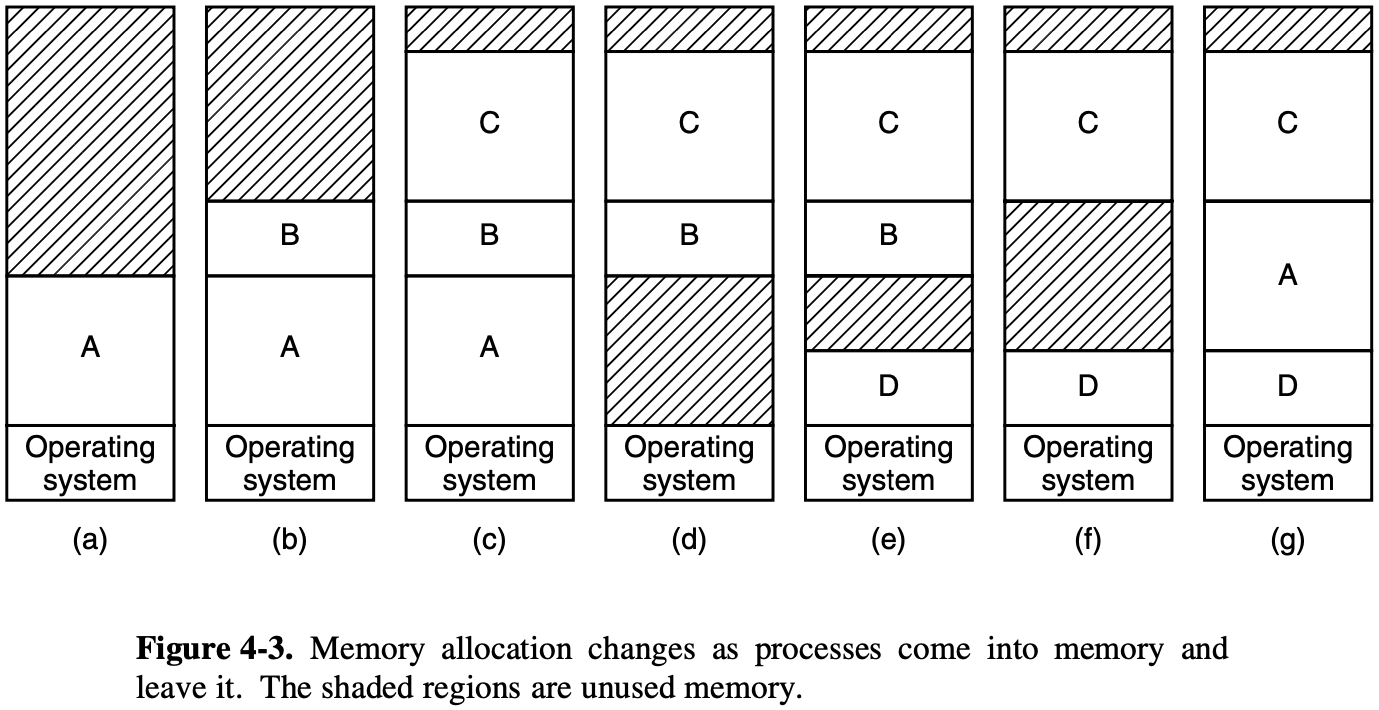 A
Operating
system
(a)
B
A
Operating
system
(b)
C
B
A
Operating
system
(c)
C
B
Operating
system
(d)
C
B
D
Operating
system
(e)
C
D
Operating
system
(f)
C
A
D
Operating
system
(g)
Figure 4-3. Memory allocation changes as processes come into memory and
leave it. The shaded regions are unused memory.